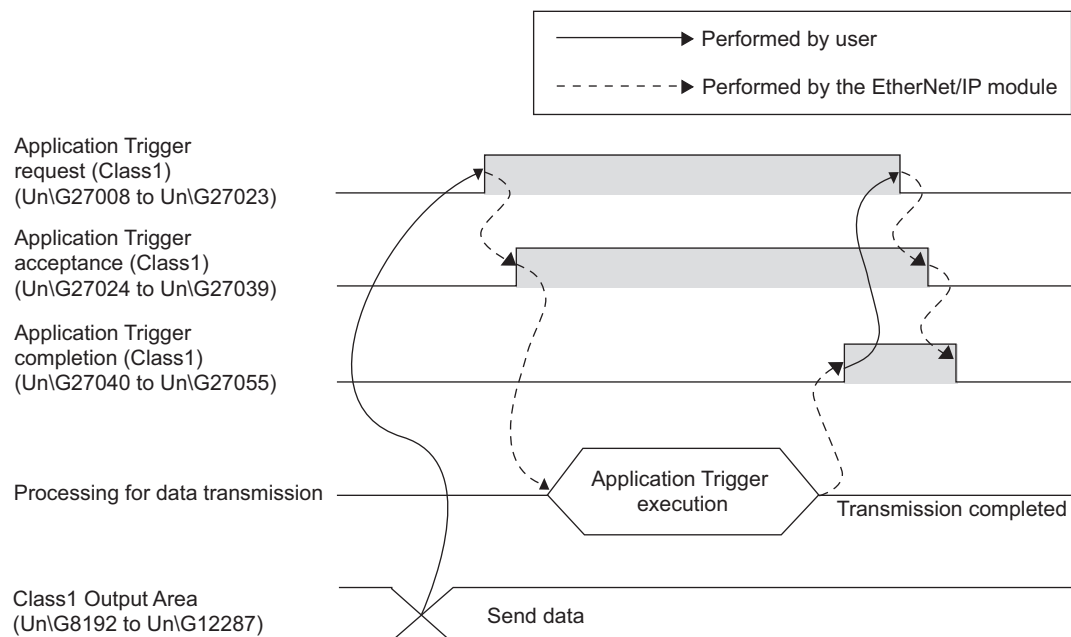 Performed by user
Performed by the EtherNet/IP module
Application Trigger
request (Class1)
(Un\G27008 to Un\G27023)
Application Trigger
acceptance (Class1)
(Un\G27024 to Un\G27039)
Application Trigger
completion (Class1)
(Un\G27040 to Un\G27055)
Processing for data transmission
Application Trigger
execution
Transmission completed
Class1 Output Area
(Un\G8192 to Un\G12287)
Send data